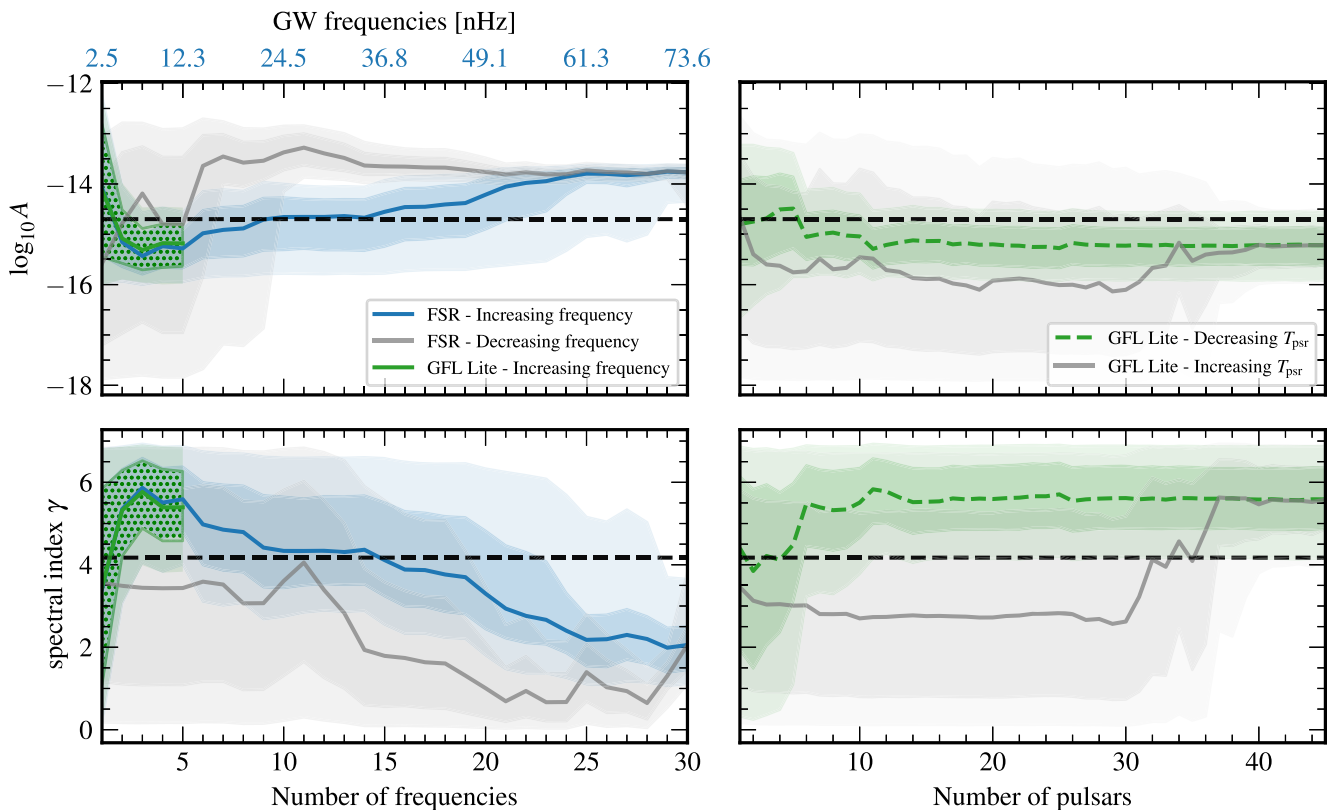 GW frequencies [nHz]
2.5 12.3 24.5 36.8 49.1 61.3 73.6
−12
−14
−16
−18
log₁₀A
FSR - Increasing frequency
FSR - Decreasing frequency
GFL Lite - Increasing frequency
GFL Lite - Decreasing Tpsr
GFL Lite - Increasing Tpsr
6
4
2
0
spectral index γ
5 10 15 20 25 30
10 20 30 40
Number of frequencies
Number of pulsars